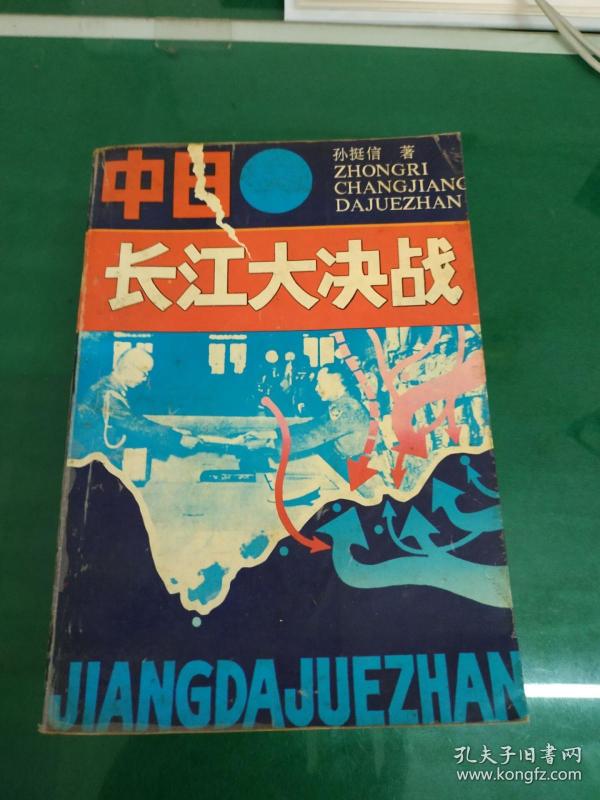 中日
孙挺信 著
ZHONGRI
CHANGJIANG
DAJUEZHAN
长江大决战
JIANGDAJUEZHAN
孔夫子旧书网
www.kongfz.com